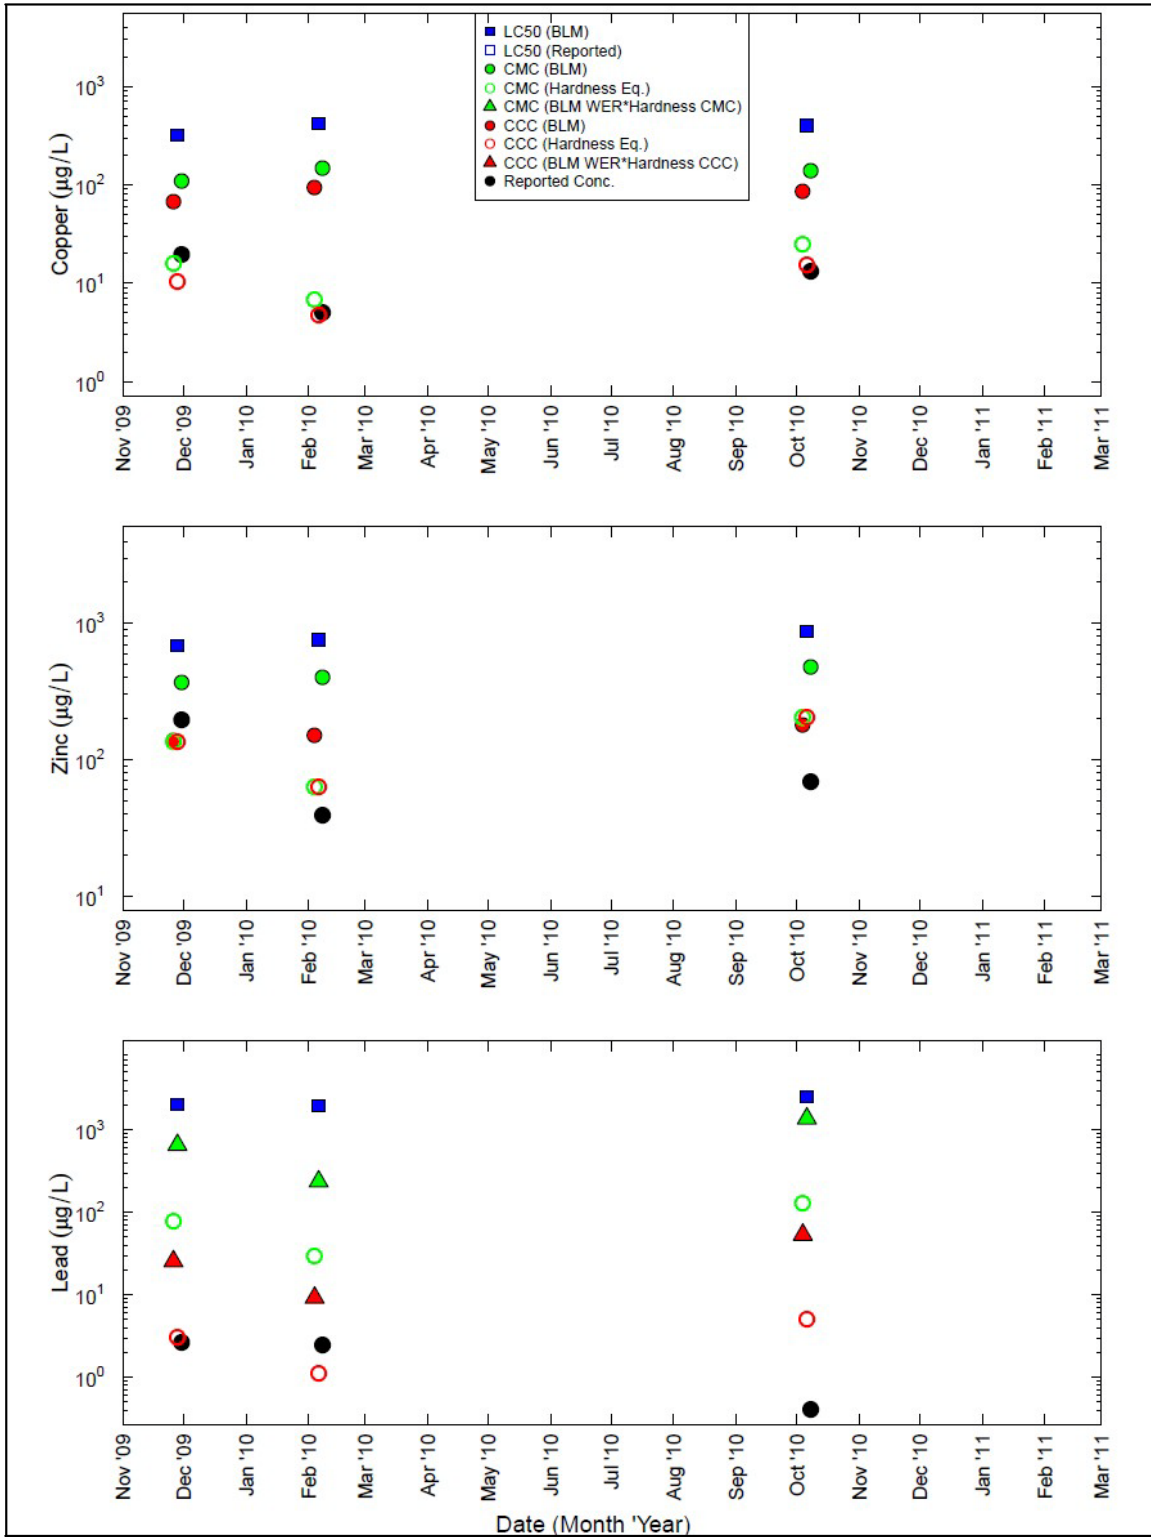 LC50 (BLM)
LC50 (Reported)
CMC (BLM)
CMC (Hardness Eq.)
CMC (BLM WER*Hardness CMC)
CCC (BLM)
CCC (Hardness Eq.)
CCC (BLM WER*Hardness CCC)
Reported Conc.
Copper (µg/L)
10³
10²
10¹
10⁰
Nov '09 Dec '09 Jan '10 Feb '10 Mar '10 Apr '10 May '10 Jun '10 Jul '10 Aug '10 Sep '10 Oct '10 Nov '10 Dec '10 Jan '11 Feb '11 Mar '11
Zinc (µg/L)
10³
10²
10¹
Nov '09 Dec '09 Jan '10 Feb '10 Mar '10 Apr '10 May '10 Jun '10 Jul '10 Aug '10 Sep '10 Oct '10 Nov '10 Dec '10 Jan '11 Feb '11 Mar '11
Lead (µg/L)
10³
10²
10¹
10⁰
Nov '09 Dec '09 Jan '10 Feb '10 Mar '10 Apr '10 May '10 Jun '10 Jul '10 Aug '10 Sep '10 Oct '10 Nov '10 Dec '10 Jan '11 Feb '11 Mar '11
Date (Month 'Year)